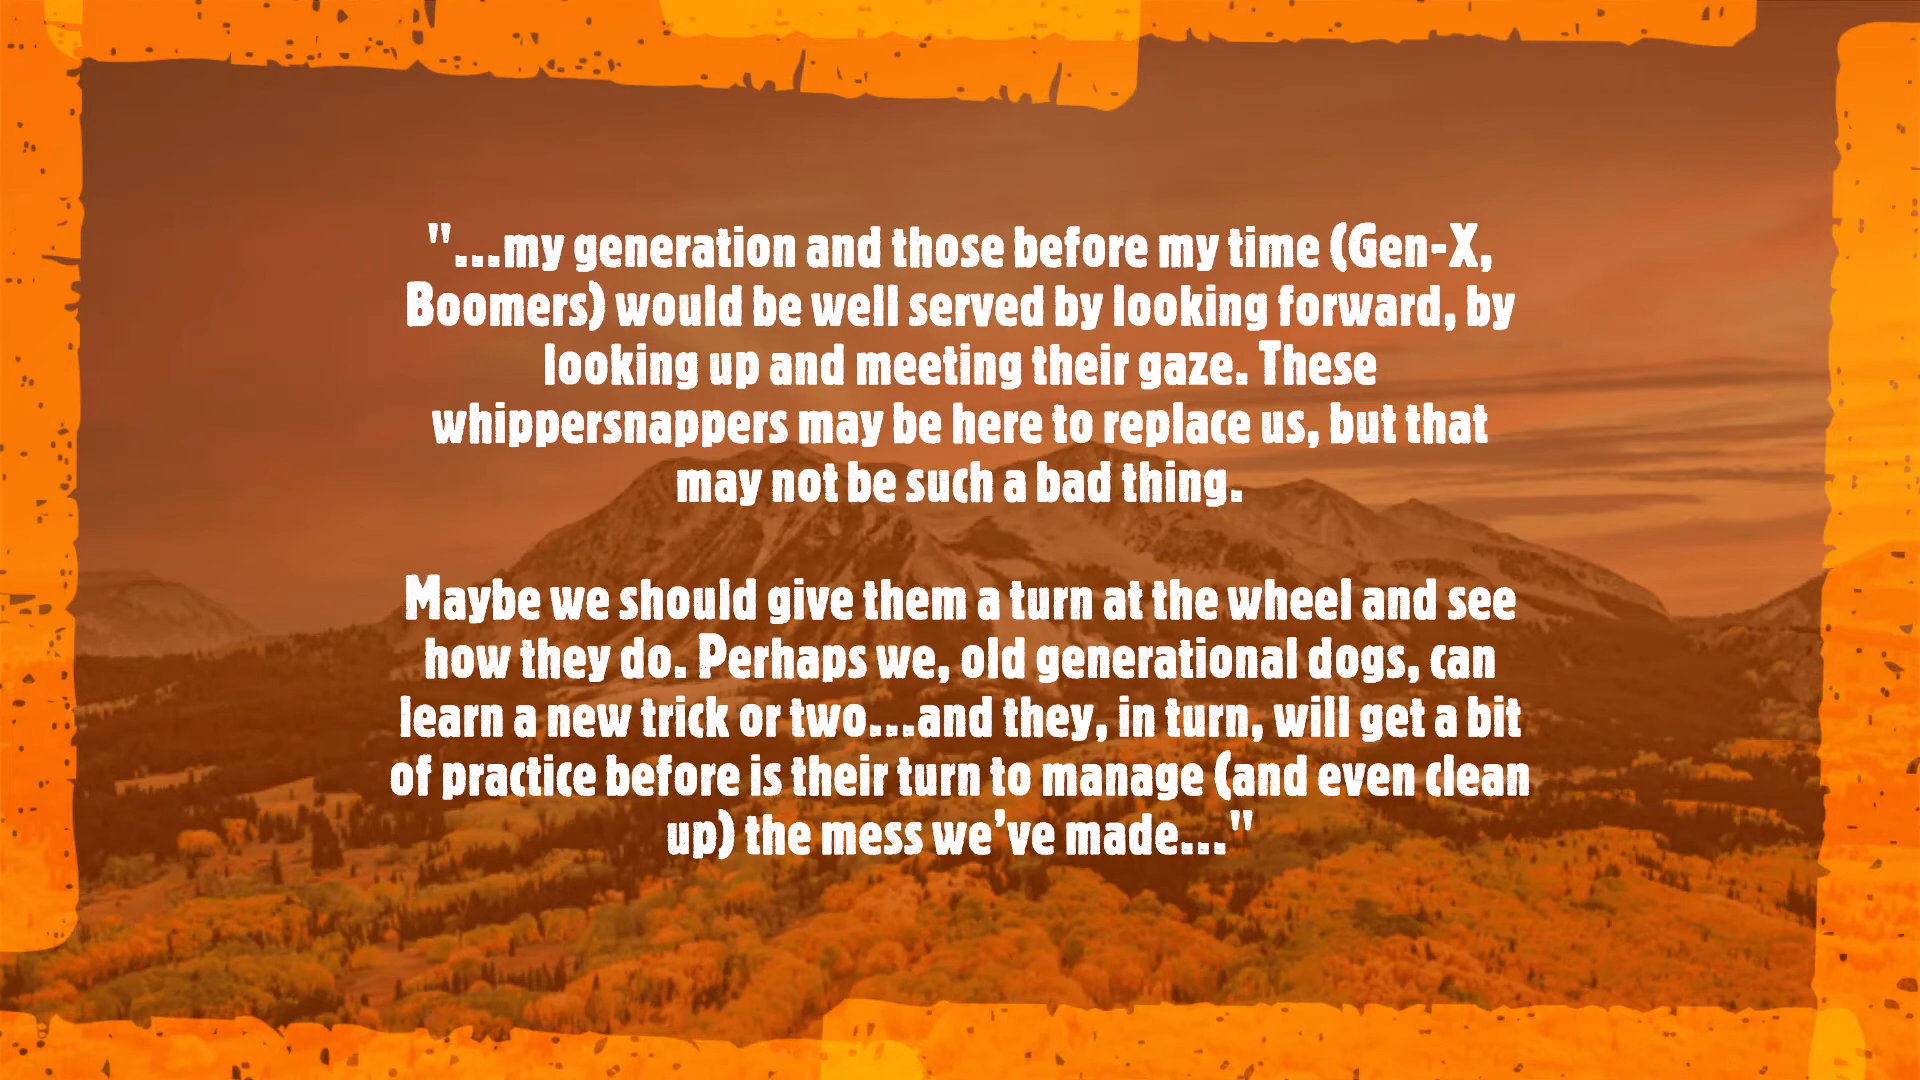 "...my generation and those before my time (Gen-X,
Boomers) would be well served by looking forward, by
looking up and meeting their gaze. These
whippersnappers may be here to replace us, but that
may not be such a bad thing.
Maybe we should give them a turn at the wheel and see
how they do. Perhaps we, old generational dogs, can
learn a new trick or two...and they, in turn, will get a bit
of practice before is their turn to manage (and even clean
up) the mess we've made..."